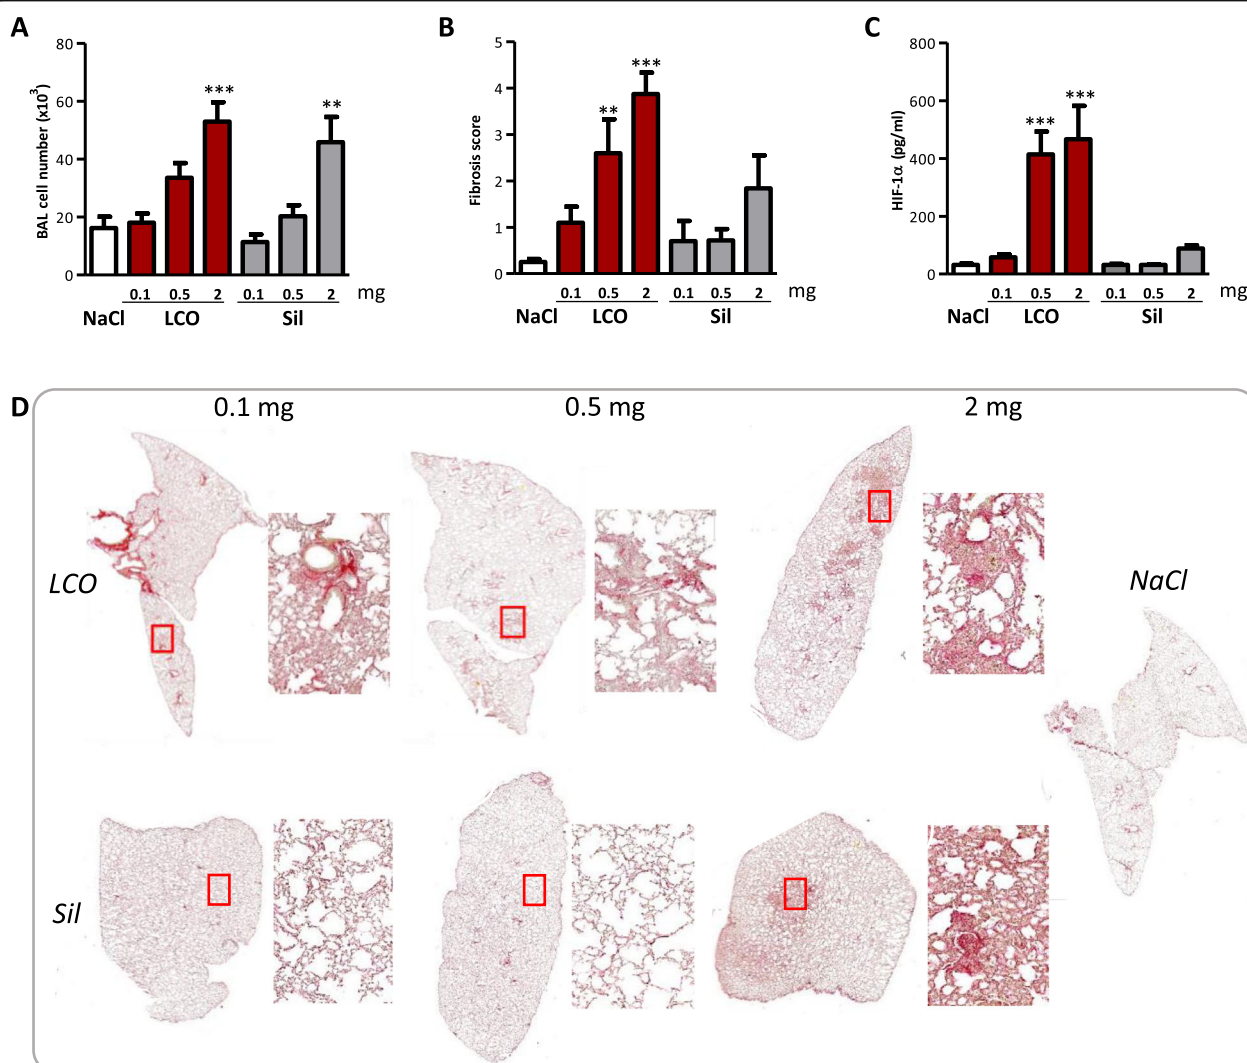 A
BAL cell number (x10³)
80
60
40
20
0
***
**
0.1 0.5 2 0.1 0.5 2 mg
NaCl LCO Sil
B
Fibrosis score
5
4
3
2
1
0
**
***
0.1 0.5 2 0.1 0.5 2 mg
NaCl LCO Sil
C
HIF-1α (pg/ml)
800
600
400
200
0
***
***
0.1 0.5 2 0.1 0.5 2 mg
NaCl LCO Sil
D
0.1 mg 0.5 mg 2 mg
LCO
NaCl
Sil